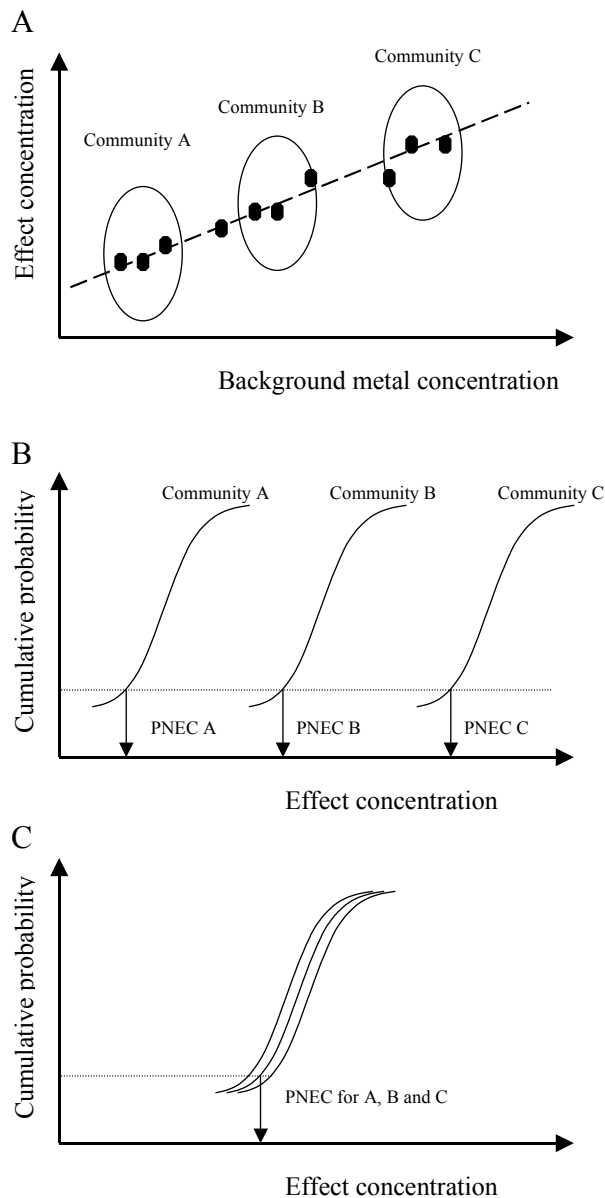 A
Effect concentration
Community A
Community B
Community C
Background metal concentration
B
Cumulative probability
Community A
Community B
Community C
PNEC A
PNEC B
PNEC C
Effect concentration
C
Cumulative probability
PNEC for A, B and C
Effect concentration